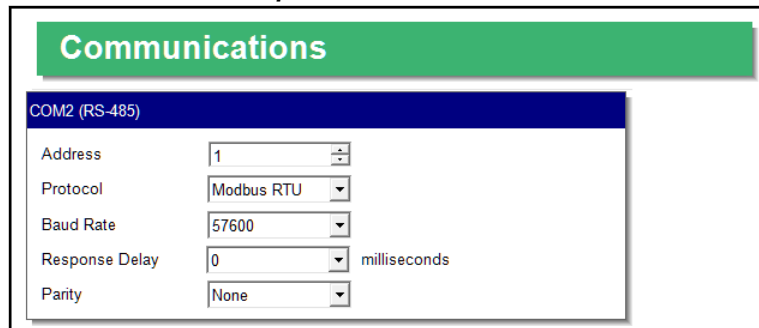 Communications
COM2 (RS-485)
Address 1
Protocol Modbus RTU
Baud Rate 57600
Response Delay 0 milliseconds
Parity None